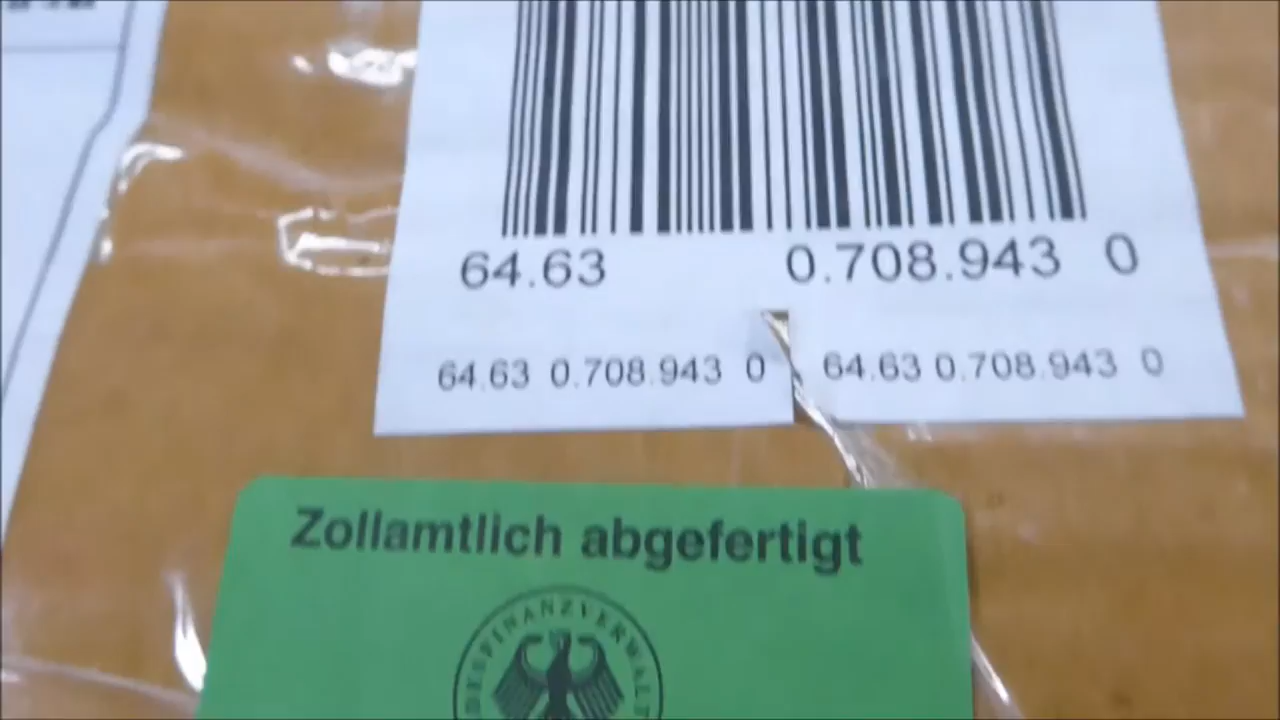 64.63 0.708.943 0
64.63 0.708.943 0 64.63 0.708.943 0
Zollamtlich abgefertigt
DESFINANZVERWALT